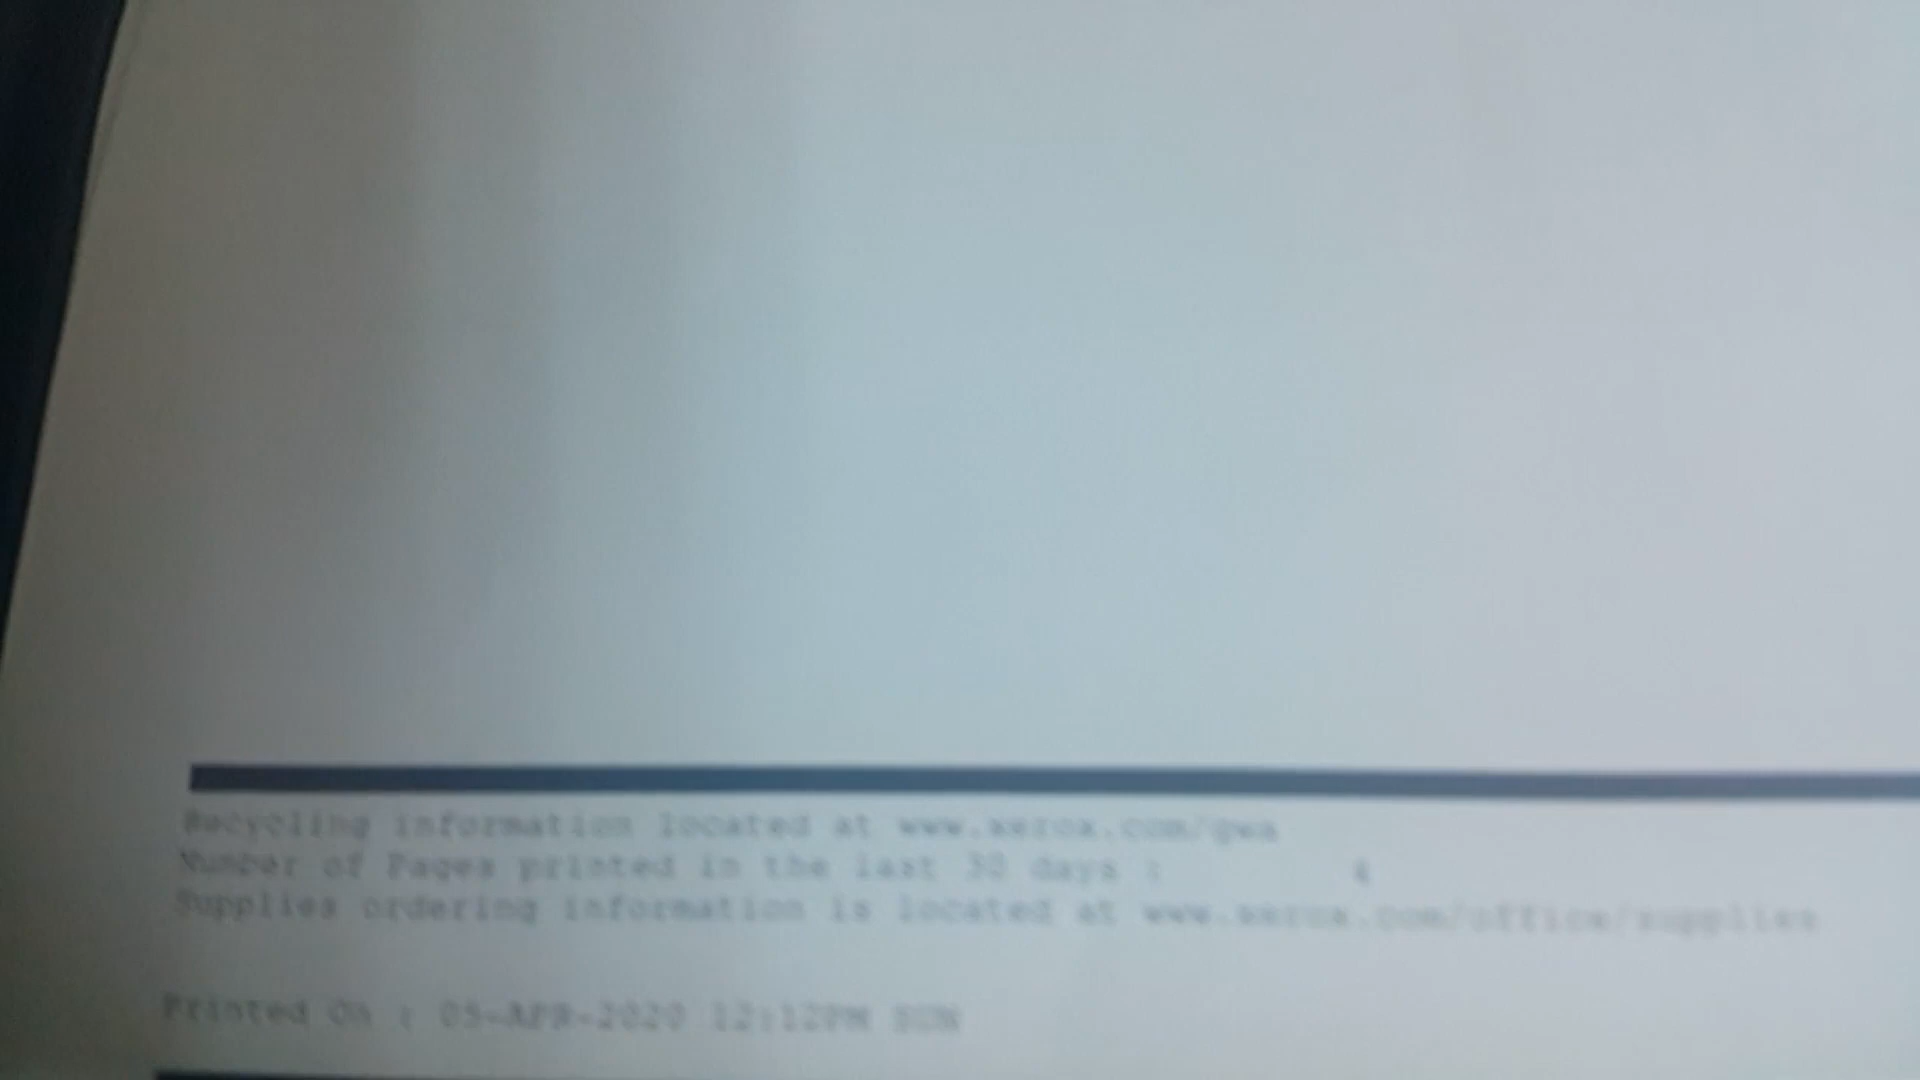 Recycling information located at www.xerox.com/gwa
Number of Pages printed in the last 30 days : 4
Supplies ordering information is located at www.xerox.com/office/supplies
Printed On : 05-APR-2020 12:12PM SUN